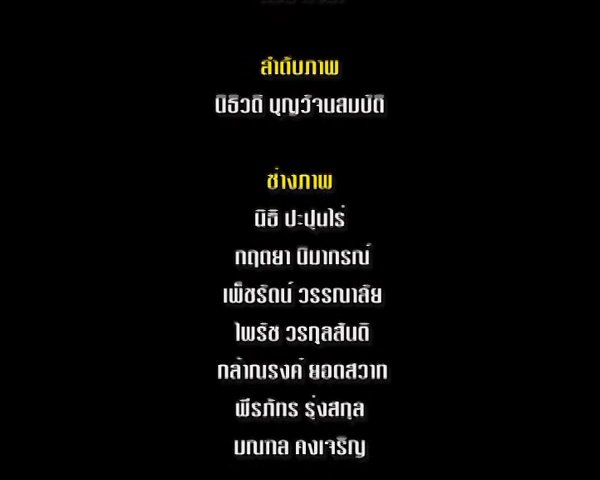 ลำดับภาพ
นิธิวดี บุญวัจนสมบัติ
ช่างภาพ
นิธิ ปะปุนไร่
กฤตยา นิมาภรณ์
เพ็ชรัตน์ วรรณาลัย
ไพรัช วรกุลสันติ
กล้าณรงค์ ยอดสวาท
พีรภัทร รุ่งสกุล
มณฑล คงเจริญ